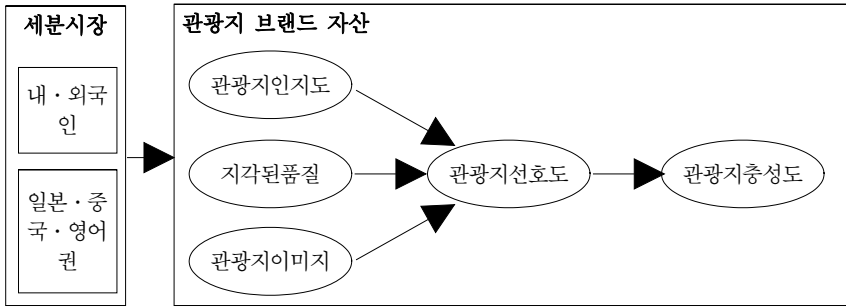 세분시장
내·외국
인
일본·중
국·영어
권
관광지 브랜드 자산
관광지인지도
지각된품질
관광지이미지
관광지선호도
관광지충성도